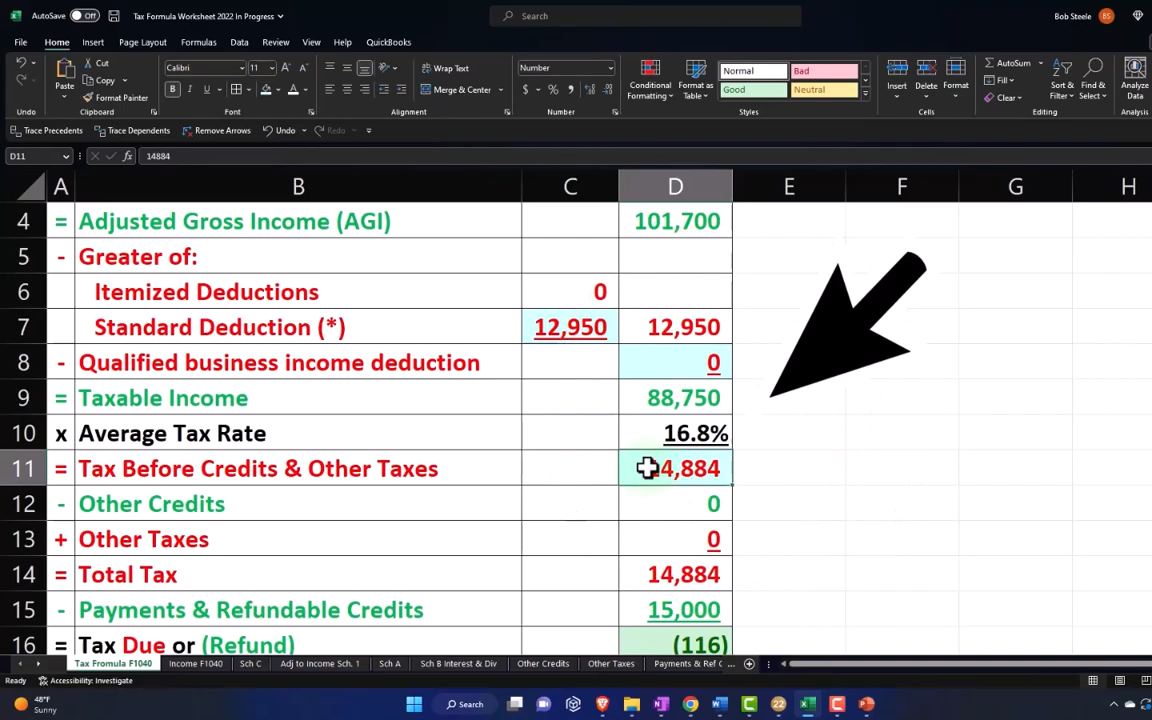 AutoSave Off Tax Formula Worksheet 2022 In Progress Search Bob Steele BS
File Home Insert Page Layout Formulas Data Review View Help QuickBooks
Cut Calibri 11 Wrap Text Number Normal Bad AutoSum
Paste Copy Conditional Formatting Format as Table Insert Delete Format Fill Sort & Filter Find & Select Analyze Data
Format Painter B I U Merge & Center $ % Good Neutral Clear
Undo Clipboard Font Alignment Number Styles Cells Editing Analysis
Trace Precedents Trace Dependents Remove Arrows Undo Redo
D11 fx 14884
A B C D E F G H
4 = Adjusted Gross Income (AGI) 101,700
5 - Greater of:
6 Itemized Deductions 0
7 Standard Deduction (*) 12,950 12,950
8 - Qualified business income deduction 0
9 = Taxable Income 88,750
10 x Average Tax Rate 16.8%
11 = Tax Before Credits & Other Taxes 4,884
12 - Other Credits 0
13 + Other Taxes 0
14 = Total Tax 14,884
15 - Payments & Refundable Credits 15,000
16 = Tax Due or (Refund) (116)
Tax Fromula F1040 Income F1040 Sch C Adj to Income Sch. 1 Sch A Sch B Interest & Div Other Credits Other Taxes Payments & Ref C ...
Ready Accessibility: Investigate
48°F
Sunny
Search 22